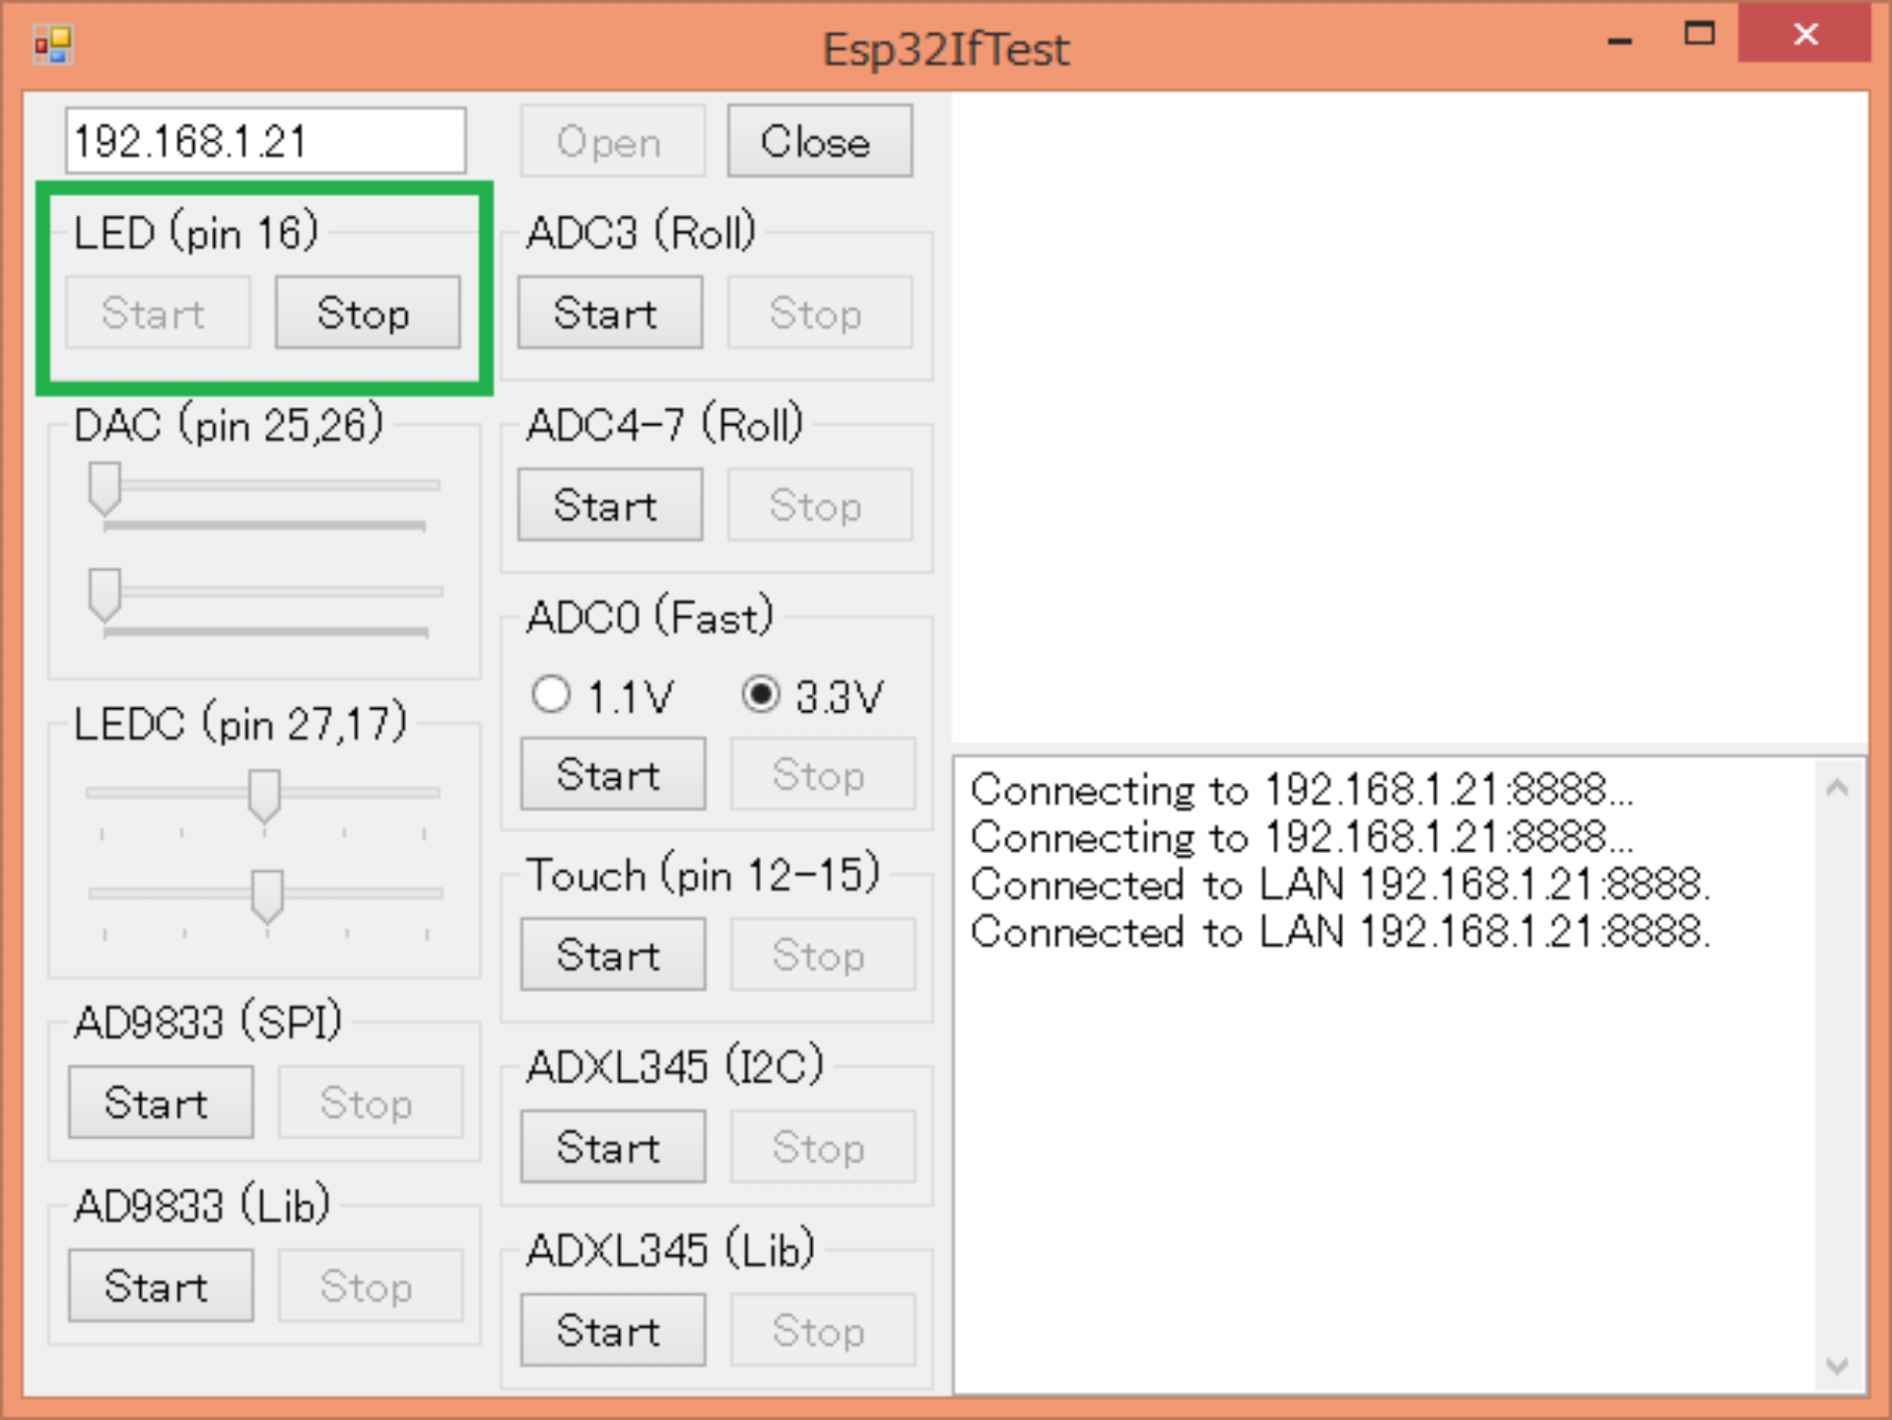 Esp32IfTest
192.168.1.21
Open
Close
LED (pin 16)
Start
Stop
DAC (pin 25,26)
LEDC (pin 27,17)
AD9833 (SPI)
Start
Stop
AD9833 (Lib)
Start
Stop
ADC3 (Roll)
Start
Stop
ADC4-7 (Roll)
Start
Stop
ADC0 (Fast)
1.1V
3.3V
Start
Stop
Touch (pin 12-15)
Start
Stop
ADXL345 (I2C)
Start
Stop
ADXL345 (Lib)
Start
Stop
Connecting to 192.168.1.21:8888...
Connecting to 192.168.1.21:8888...
Connected to LAN 192.168.1.21:8888.
Connected to LAN 192.168.1.21:8888.